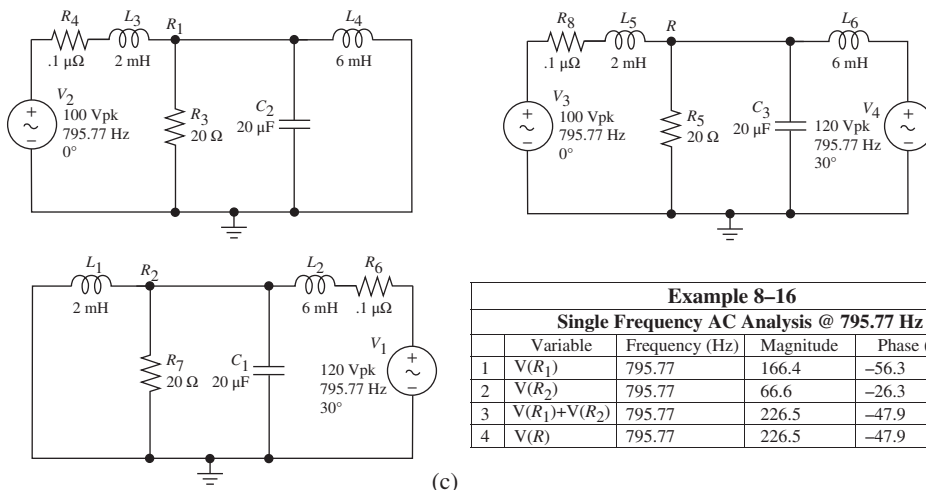 R4 L3 R1 L4
.1 μΩ 2 mH 6 mH
V2
100 Vpk
795.77 Hz
0°
R3
20 Ω
C2
20 μF
R8 L5 R L6
.1 μΩ 2 mH 6 mH
V3
100 Vpk
795.77 Hz
0°
R5
20 Ω
C3
20 μF
V4
120 Vpk
795.77 Hz
30°
L1 R2 L2 R6
2 mH 6 mH .1 μΩ
R7
20 Ω
C1
20 μF
V1
120 Vpk
795.77 Hz
30°
Example 8–16
Single Frequency AC Analysis @ 795.77 Hz
Variable Frequency (Hz) Magnitude Phase (
1 V(R1) 795.77 166.4 –56.3
2 V(R2) 795.77 66.6 –26.3
3 V(R1)+V(R2) 795.77 226.5 –47.9
4 V(R) 795.77 226.5 –47.9
(c)